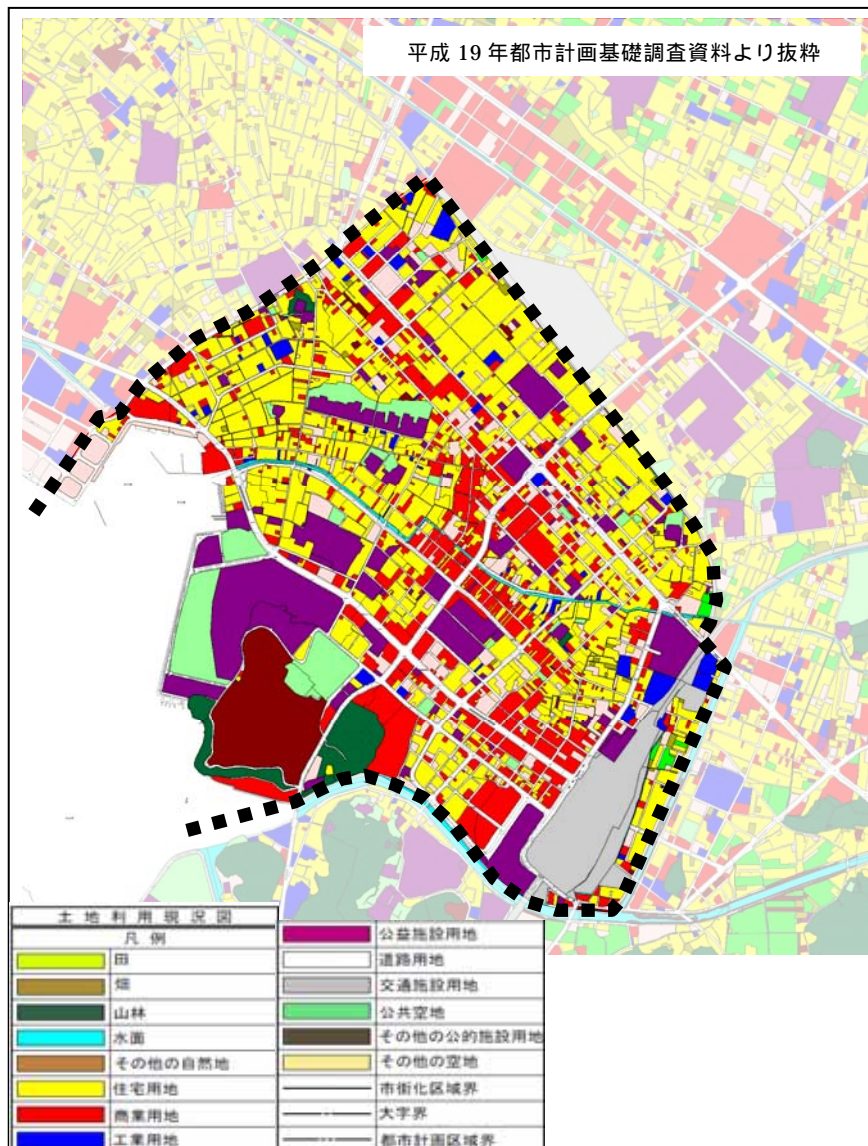 平成 19 年都市計画基礎調査資料より抜粋
土地利用現況図
凡例
田
畑
山林
水面
その他の自然地
住宅用地
商業用地
工業用地
公益施設用地
道路用地
交通施設用地
公共空地
その他の公的施設用地
その他の空地
市街化区域界
大字界
都市計画区域界